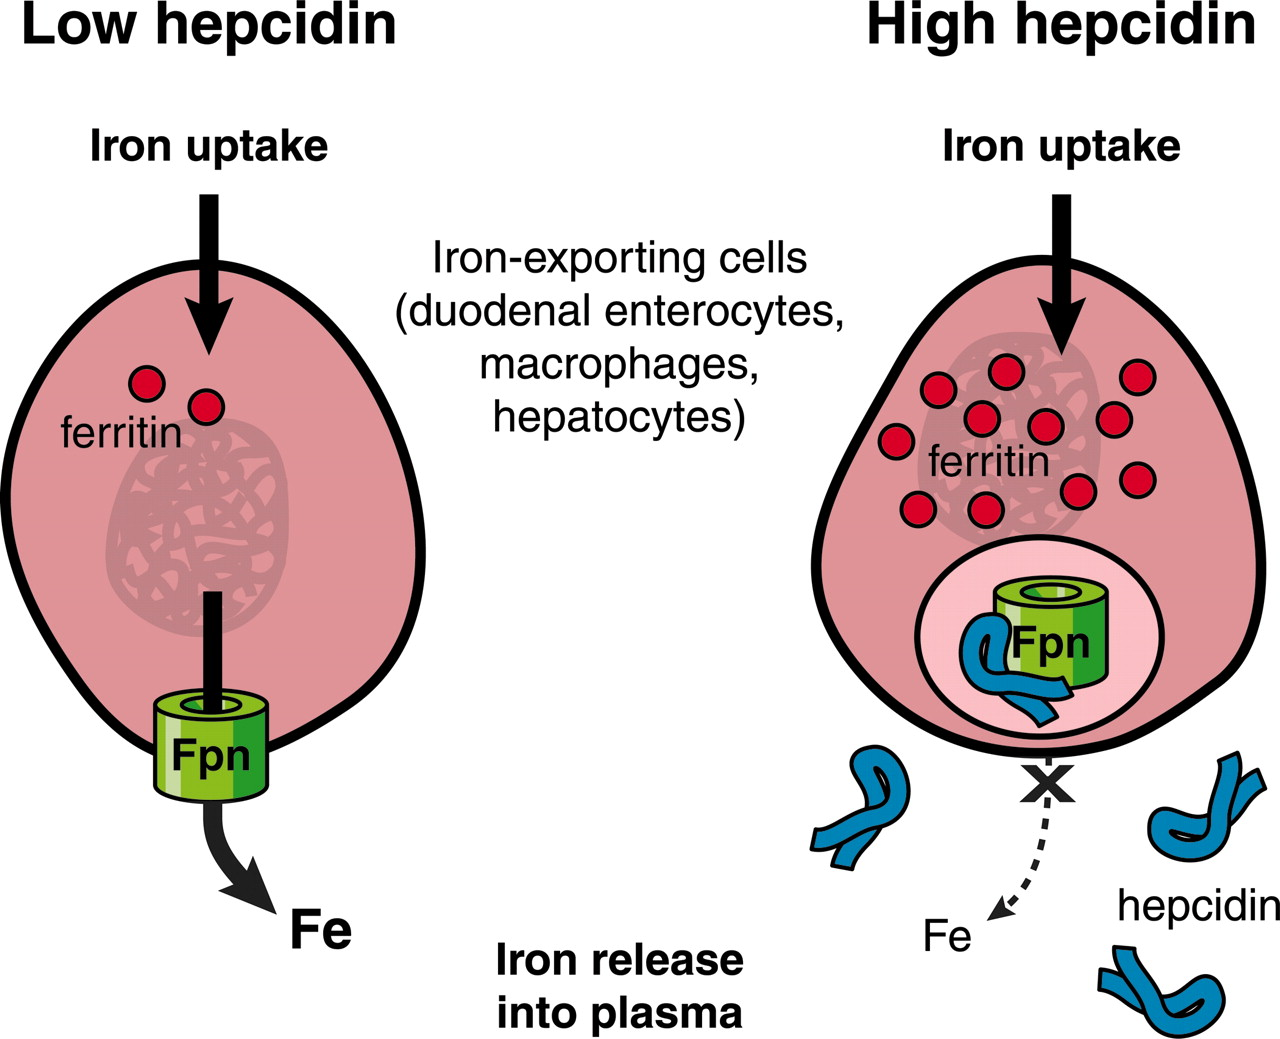 Low hepcidin
High hepcidin
Iron uptake
Iron uptake
Iron-exporting cells
(duodenal enterocytes,
macrophages,
hepatocytes)
ferritin
ferritin
Fpn
Fpn
Fe
Fe
hepcidin
Iron release
into plasma